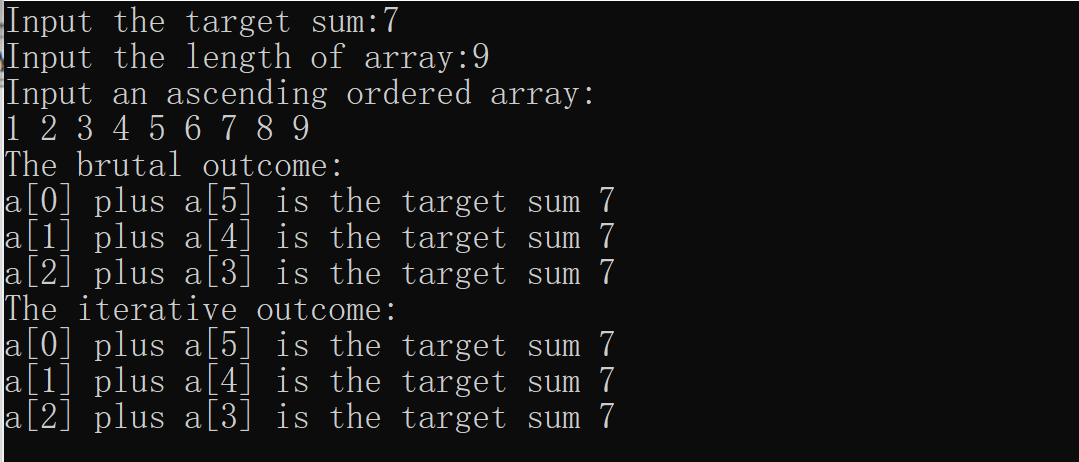 Input the target sum:7
Input the length of array:9
Input an ascending ordered array:
1 2 3 4 5 6 7 8 9
The brutal outcome:
a[0] plus a[5] is the target sum 7
a[1] plus a[4] is the target sum 7
a[2] plus a[3] is the target sum 7
The iterative outcome:
a[0] plus a[5] is the target sum 7
a[1] plus a[4] is the target sum 7
a[2] plus a[3] is the target sum 7